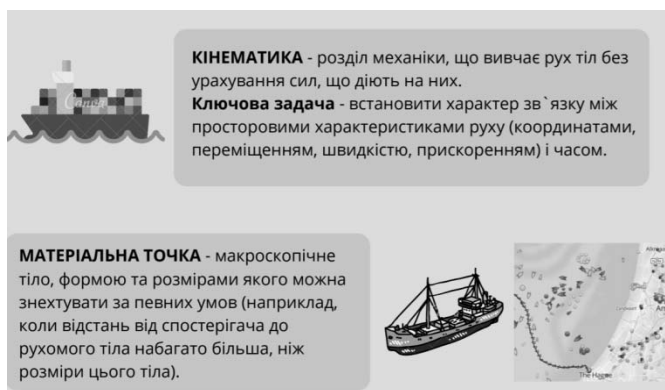 Canva
КІНЕМАТИКА - розділ механіки, що вивчає рух тіл без
урахування сил, що діють на них.
Ключова задача - встановити характер зв`язку між
просторовими характеристиками руху (координатами,
переміщенням, швидкістю, прискоренням) і часом.
МАТЕРІАЛЬНА ТОЧКА - макроскопічне
тіло, формою та розмірами якого можна
знехтувати за певних умов (наприклад,
коли відстань від спостерігача до
рухомого тіла набагато більша, ніж
розміри цього тіла).
The Hague